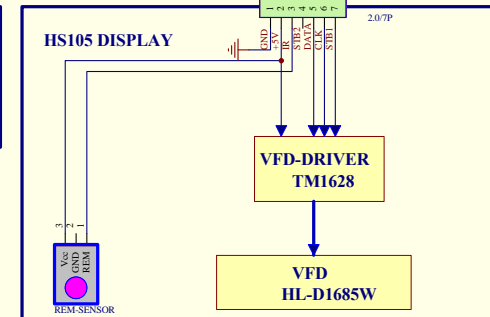 1 2 3 4 5 6 7
2.0/7P
HS105 DISPLAY
GND
+5V
IR
STB2
DATA
CLK
STB1
VFD-DRIVER
TM1628
3 2 1
Vcc
GND
REM
REM-SENSOR
VFD
HL-D1685W